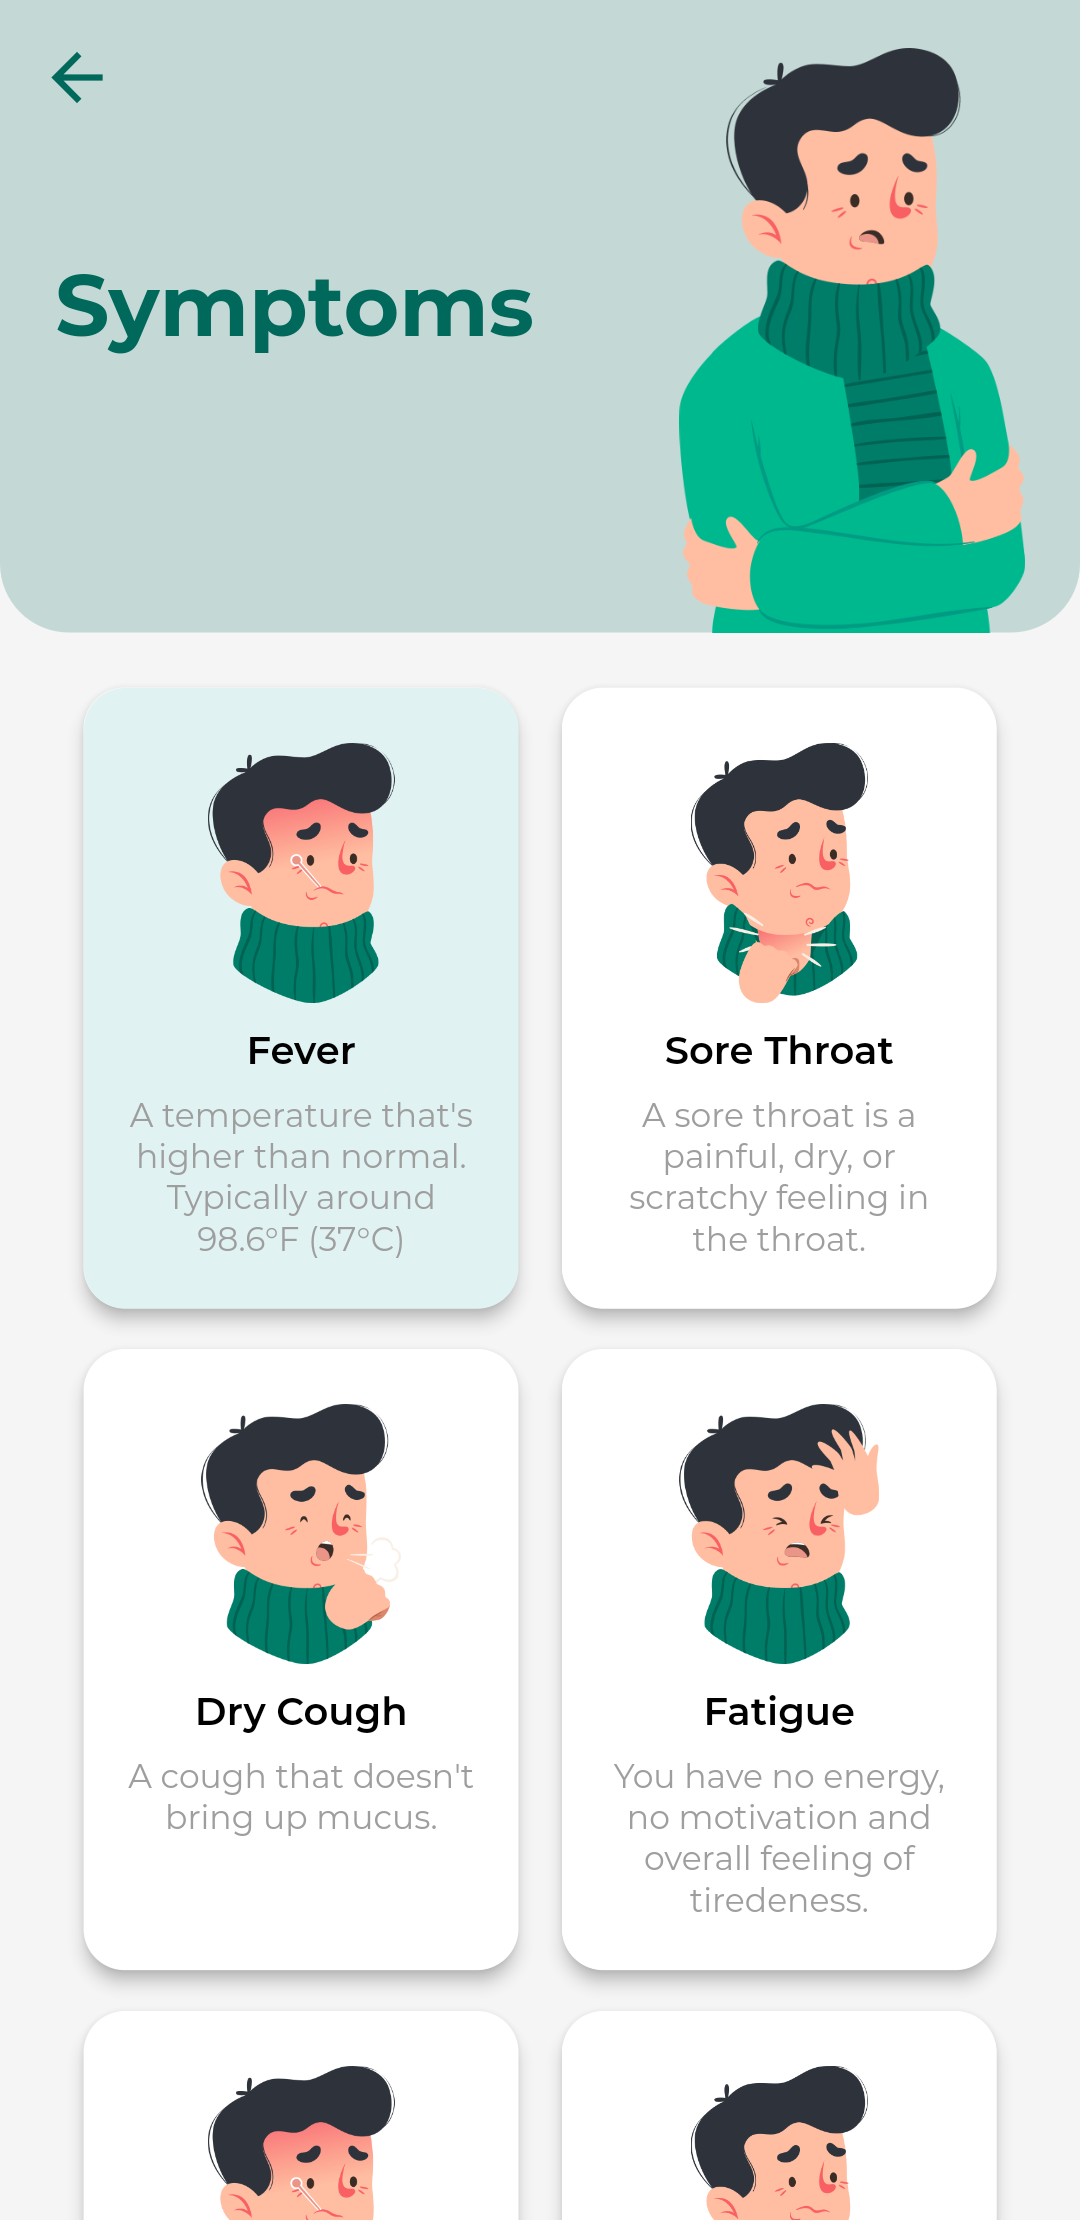 Symptoms
Fever
A temperature that's
higher than normal.
Typically around
98.6°F (37°C)
Sore Throat
A sore throat is a
painful, dry, or
scratchy feeling in
the throat.
Dry Cough
A cough that doesn't
bring up mucus.
Fatigue
You have no energy,
no motivation and
overall feeling of
tiredeness.